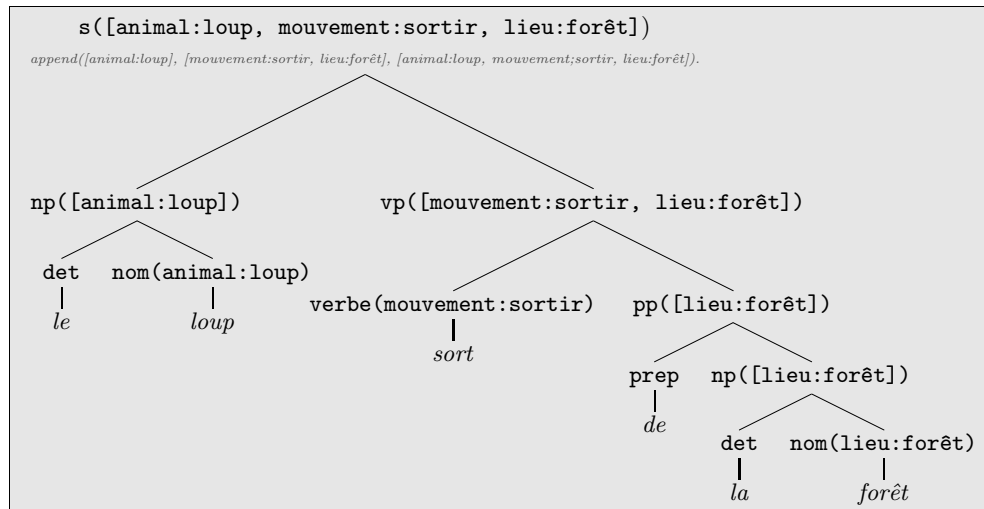 s([animal:loup, mouvement:sortir, lieu:forêt])
append([animal:loup], [mouvement:sortir, lieu:forêt], [animal:loup, mouvement;sortir, lieu:forêt]).
np([animal:loup]) vp([mouvement:sortir, lieu:forêt])
det nom(animal:loup)
verbe(mouvement:sortir) pp([lieu:forêt])
le loup
sort
prep np([lieu:forêt])
de
det nom(lieu:forêt)
la forêt